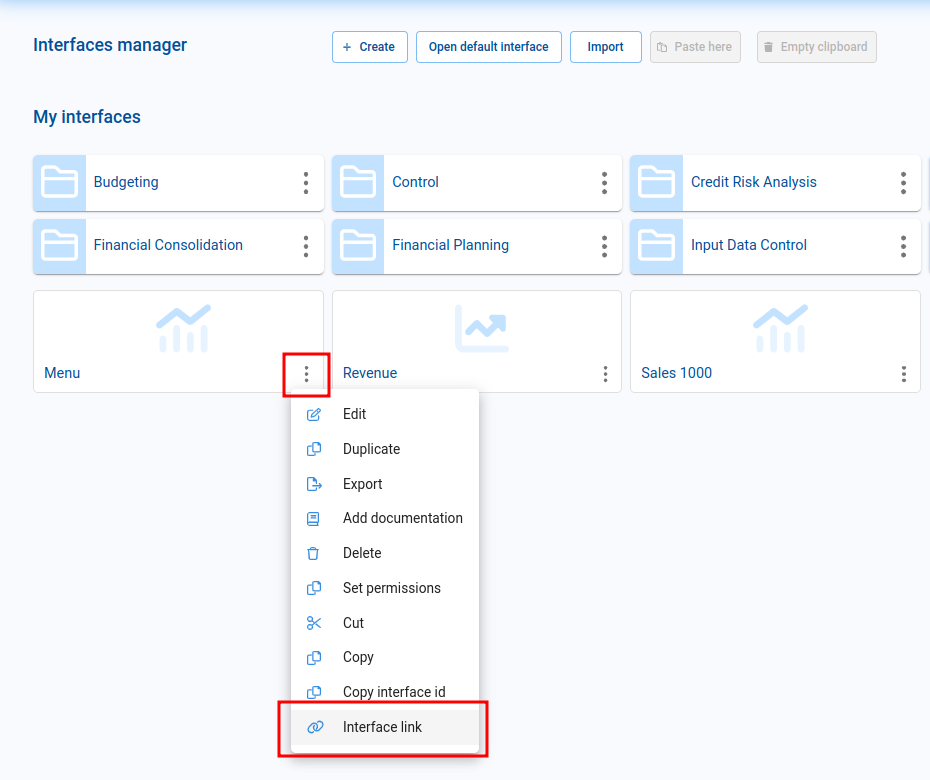 Interfaces manager
+ Create
Open default interface
Import
Paste here
Empty clipboard
My interfaces
Budgeting
Control
Credit Risk Analysis
Financial Consolidation
Financial Planning
Input Data Control
Menu
Revenue
Sales 1000
Edit
Duplicate
Export
Add documentation
Delete
Set permissions
Cut
Copy
Copy interface id
Interface link